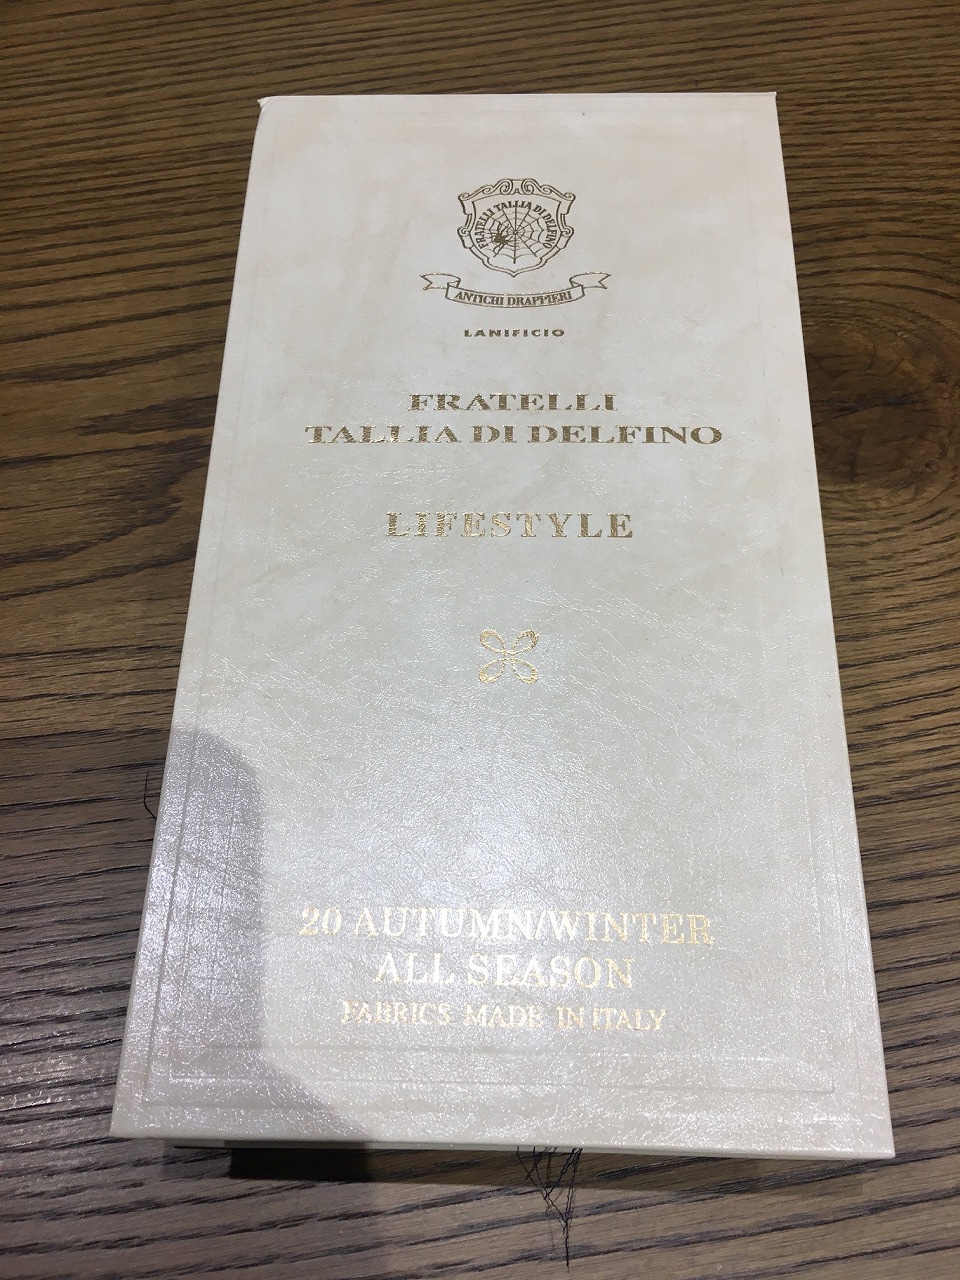 FRATELLI TALLIA DI DELFINO
ANTICHI DRAPPIERI
LANIFICIO
FRATELLI
TALLIA DI DELFINO
LIFESTYLE
20 AUTUMN/WINTER
ALL SEASON
FABRICS MADE IN ITALY